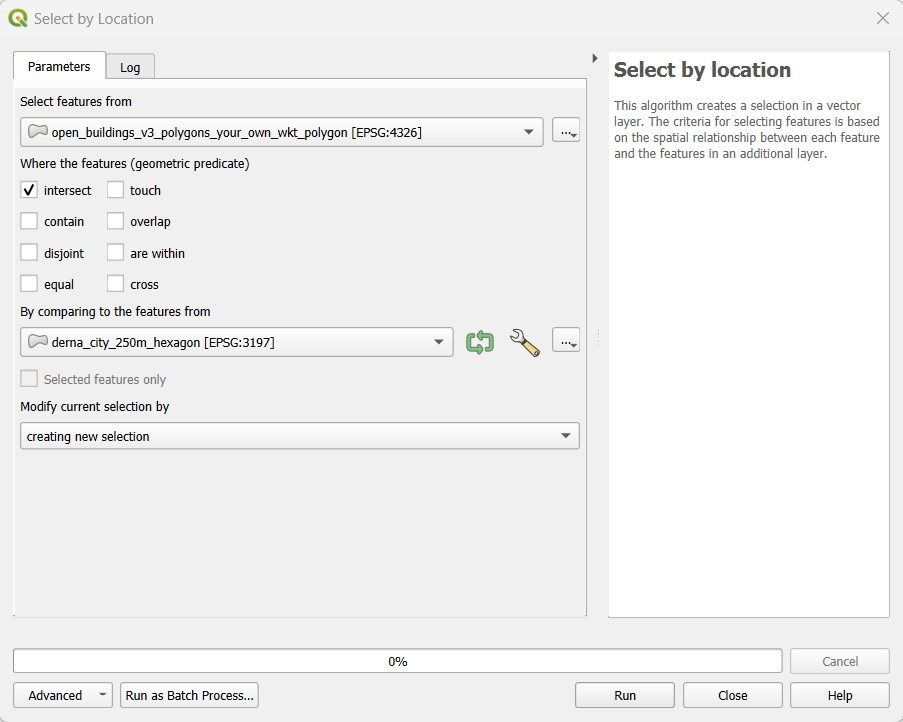 Select by Location
Parameters
Log
Select features from
open_buildings_v3_polygons_your_own_wkt_polygon [EPSG:4326]
...
Where the features (geometric predicate)
intersect
touch
contain
overlap
disjoint
are within
equal
cross
By comparing to the features from
derna_city_250m_hexagon [EPSG:3197]
...
Selected features only
Modify current selection by
creating new selection
Select by location
This algorithm creates a selection in a vector
layer. The criteria for selecting features is based
on the spatial relationship between each feature
and the features in an additional layer.
0%
Cancel
Advanced
Run as Batch Process...
Run
Close
Help